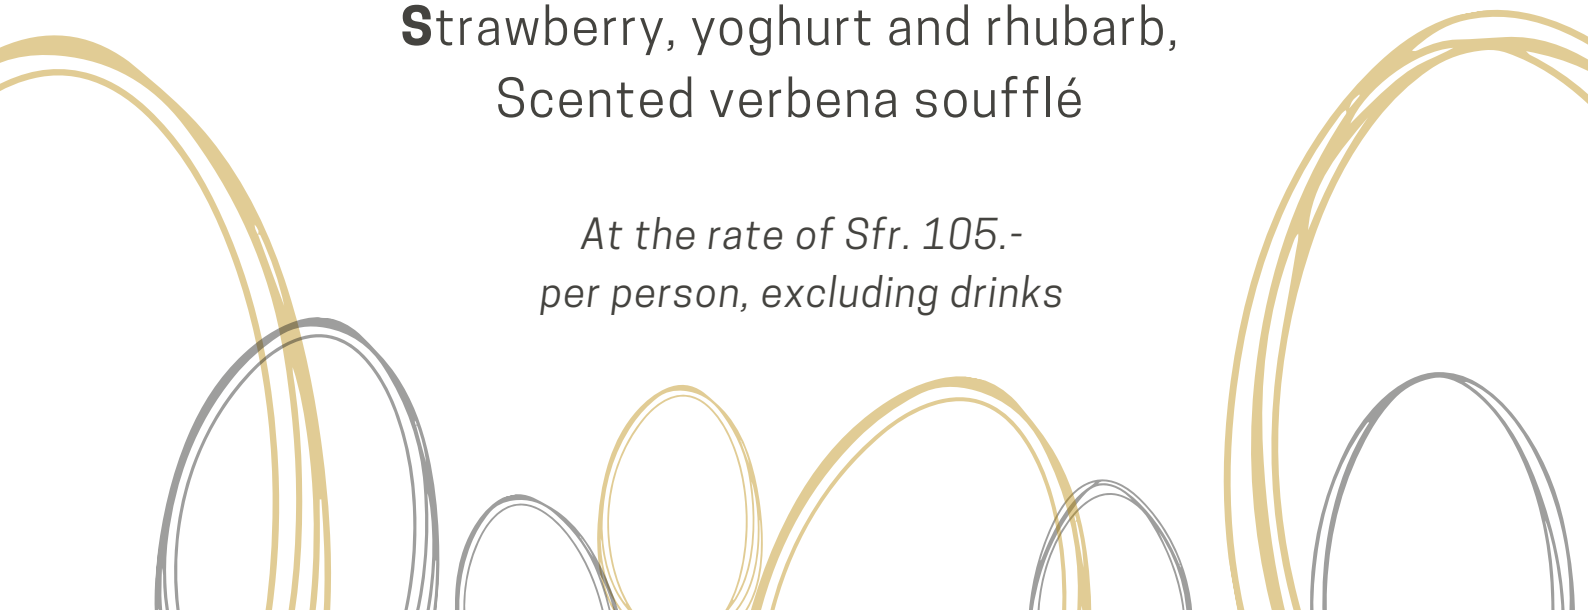 Strawberry, yoghurt and rhubarb,
Scented verbena soufflé
At the rate of Sfr. 105.-
per person, excluding drinks